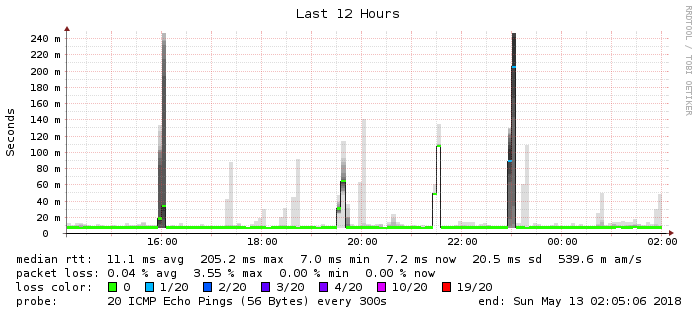 Last 12 Hours
RRDTOOL / TOBI OETIKER
Seconds
240 m
220 m
200 m
180 m
160 m
140 m
120 m
100 m
80 m
60 m
40 m
20 m
0
16:00 18:00 20:00 22:00 00:00 02:00
median rtt: 11.1 ms avg 205.2 ms max 7.0 ms min 7.2 ms now 20.5 ms sd 539.6 m am/s
packet loss: 0.04 % avg 3.55 % max 0.00 % min 0.00 % now
loss color: 0 1/20 2/20 3/20 4/20 10/20 19/20
probe: 20 ICMP Echo Pings (56 Bytes) every 300s end: Sun May 13 02:05:06 2018